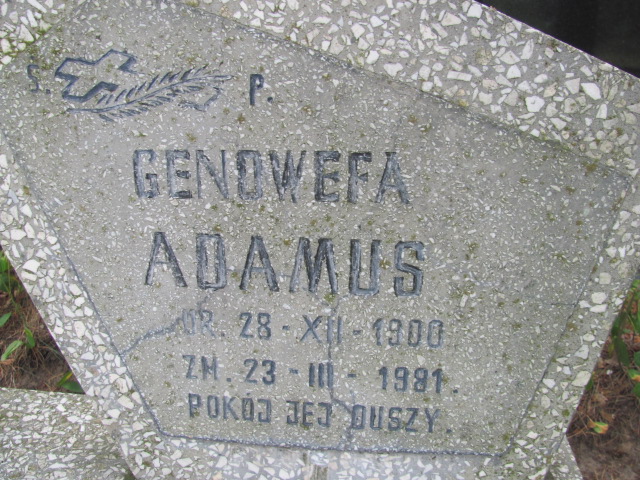 S. P.
GENOWEFA
ADAMUS
UR. 28 - XII - 1900
ZM. 23 - III - 1981.
POKÓJ JEJ DUSZY.